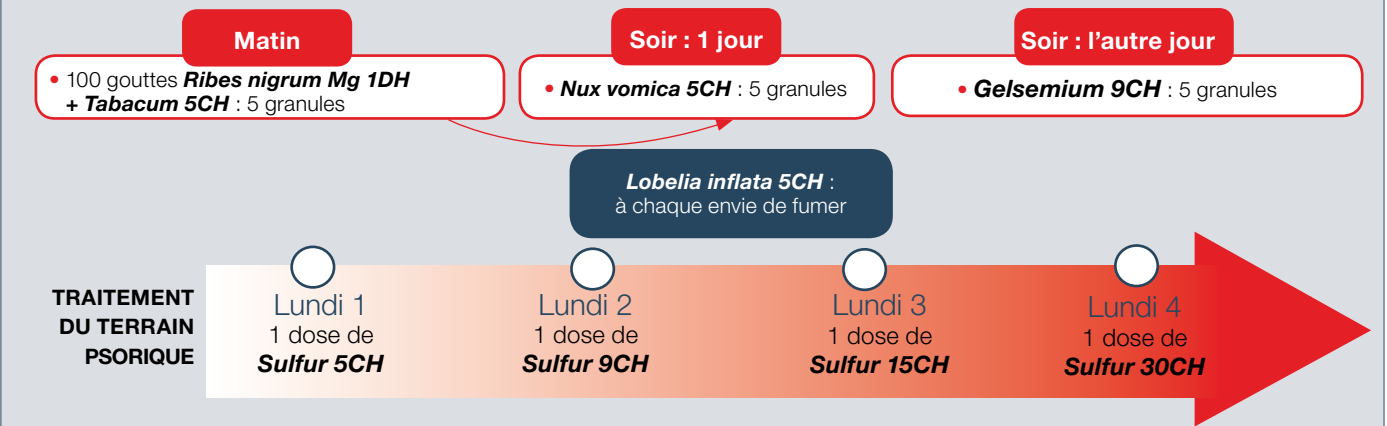 Matin
• 100 gouttes Ribes nigrum Mg 1DH
+ Tabacum 5CH : 5 granules
Soir : 1 jour
• Nux vomica 5CH : 5 granules
Soir : l’autre jour
• Gelsemium 9CH : 5 granules
Lobelia inflata 5CH :
à chaque envie de fumer
TRAITEMENT
DU TERRAIN
PSORIQUE
Lundi 1
1 dose de
Sulfur 5CH
Lundi 2
1 dose de
Sulfur 9CH
Lundi 3
1 dose de
Sulfur 15CH
Lundi 4
1 dose de
Sulfur 30CH